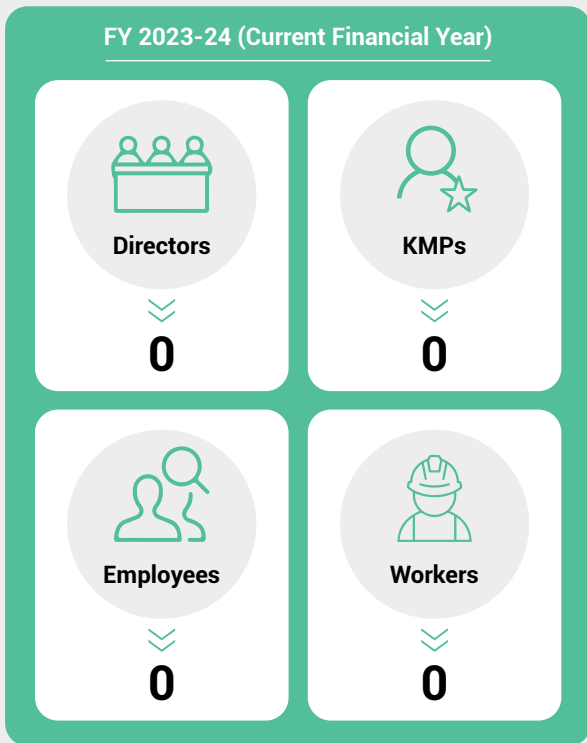 FY 2023-24 (Current Financial Year)
Directors
0
KMPs
0
Employees
0
Workers
0